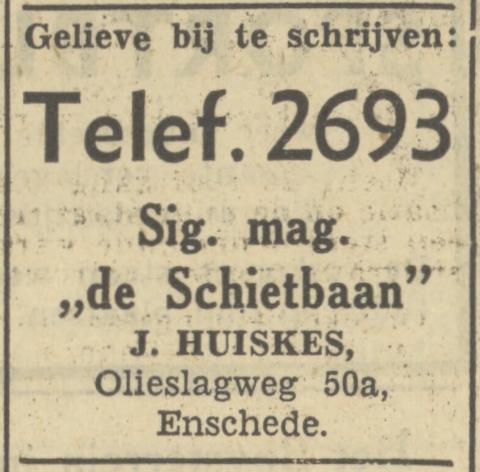 Gelieve bij te schrijven:
Telef. 2693
Sig. mag.
„de Schietbaan”
J. HUISKES,
Olieslagweg 50a,
Enschede.